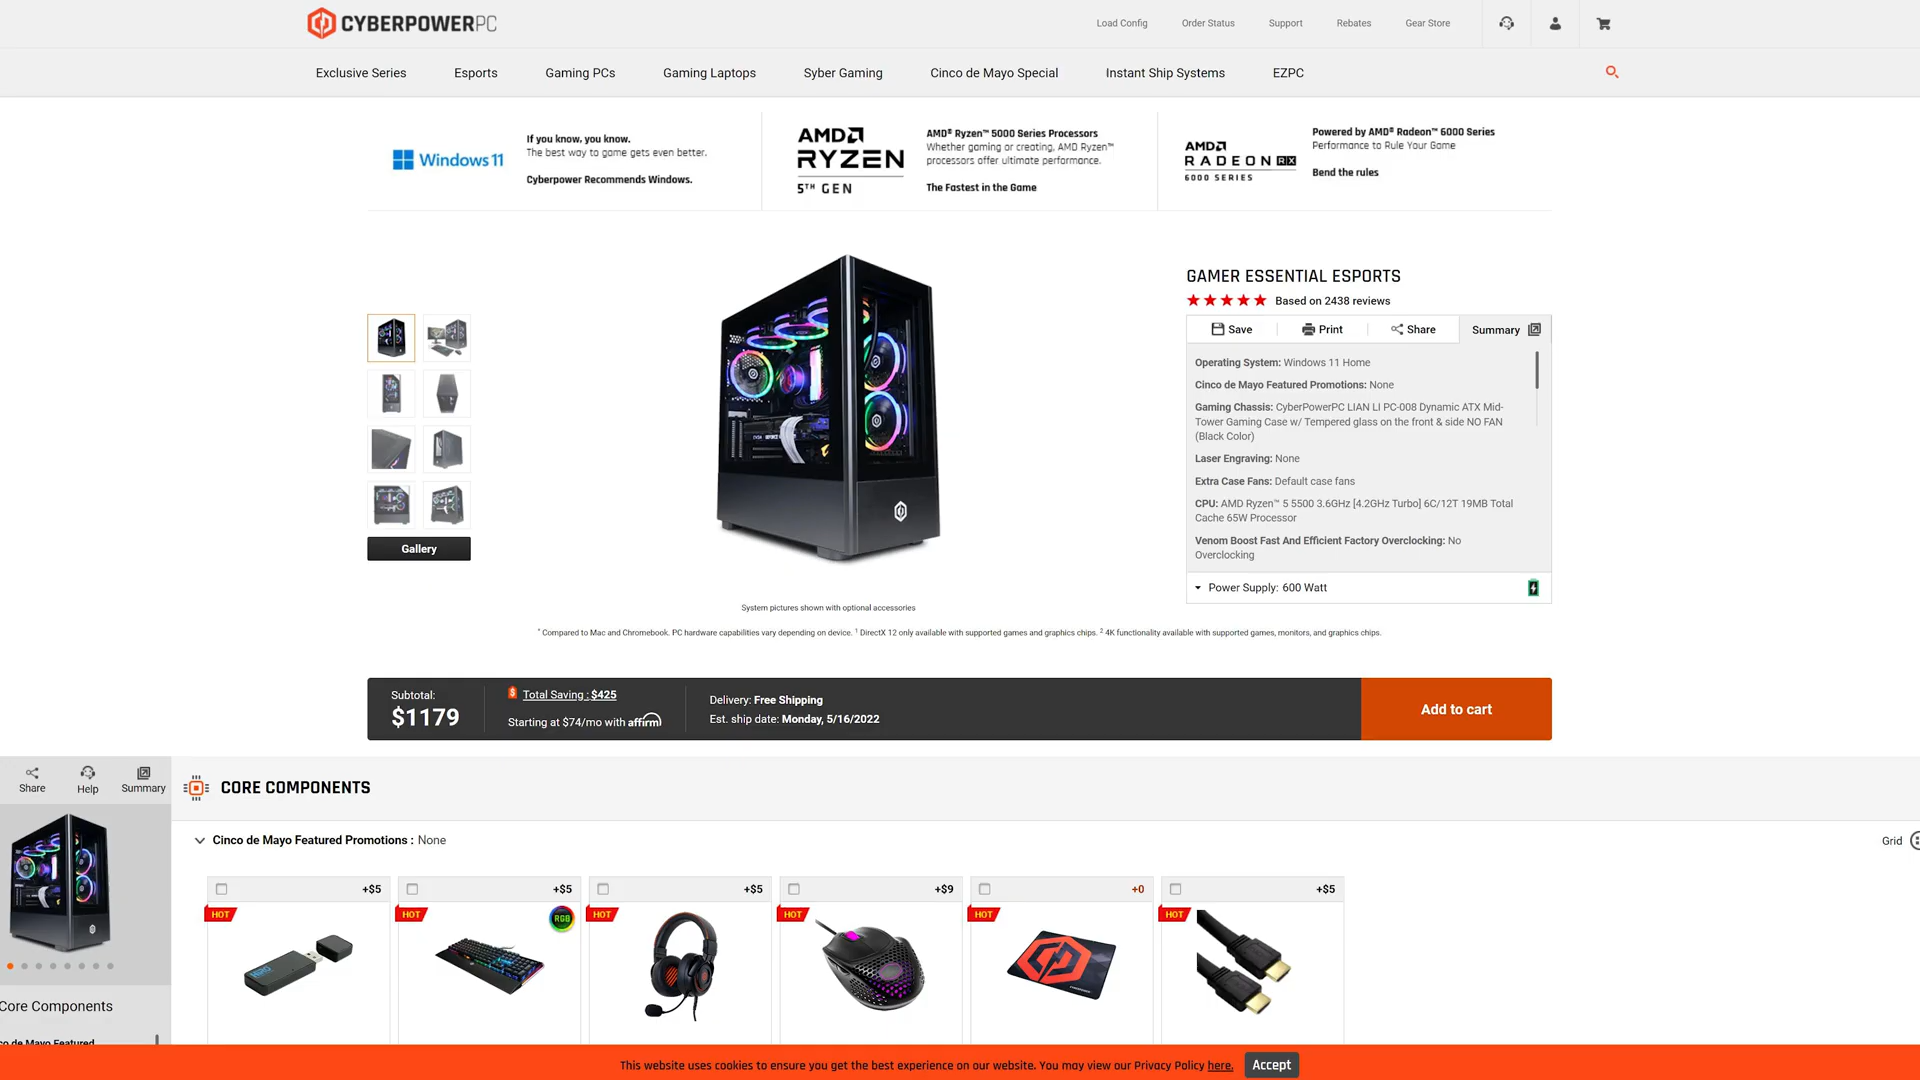 CYBERPOWERPC
Load Config
Order Status
Support
Rebates
Gear Store
Exclusive Series
Esports
Gaming PCs
Gaming Laptops
Syber Gaming
Cinco de Mayo Special
Instant Ship Systems
EZPC
Windows 11
If you know, you know.
The best way to game gets even better.
Cyberpower Recommends Windows.
AMD
RYZEN
5TH GEN
AMD® Ryzen™ 5000 Series Processors
Whether gaming or creating, AMD Ryzen™
processors offer ultimate performance.
The Fastest in the Game
AMD
RADEON RX
6000 SERIES
Powered by AMD® Radeon™ 6000 Series
Performance to Rule Your Game
Bend the rules
Gallery
System pictures shown with optional accessories
GAMER ESSENTIAL ESPORTS
Based on 2438 reviews
Save
Print
Share
Summary
Operating System: Windows 11 Home
Cinco de Mayo Featured Promotions: None
Gaming Chassis: CyberPowerPC LIAN LI PC-008 Dynamic ATX Mid-
Tower Gaming Case w/ Tempered glass on the front & side NO FAN
(Black Color)
Laser Engraving: None
Extra Case Fans: Default case fans
CPU: AMD Ryzen™ 5 5500 3.6GHz [4.2GHz Turbo] 6C/12T 19MB Total
Cache 65W Processor
Venom Boost Fast And Efficient Factory Overclocking: No
Overclocking
Power Supply: 600 Watt
* Compared to Mac and Chromebook. PC hardware capabilities vary depending on device. 1 DirectX 12 only available with supported games and graphics chips. 2 4K functionality available with supported games, monitors, and graphics chips.
Subtotal:
$1179
Total Saving : $425
Starting at $74/mo with affirm
Delivery: Free Shipping
Est. ship date: Monday, 5/16/2022
Add to cart
Share
Help
Summary
CORE COMPONENTS
Cinco de Mayo Featured Promotions : None
Grid
+$5
+$5
+$5
+$9
+0
+$5
HOT
HOT
RGB
HOT
HOT
HOT
HOT
Core Components
co de Mayo Featured
This website uses cookies to ensure you get the best experience on our website. You may view our Privacy Policy here.
Accept